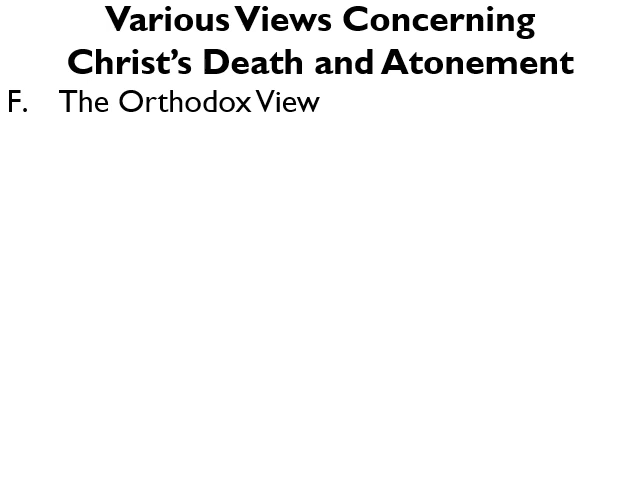 Various Views Concerning
Christ’s Death and Atonement
F. The Orthodox View